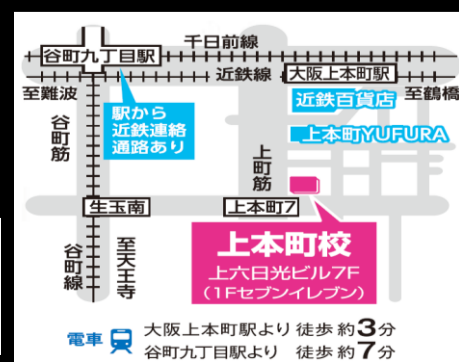 千日前線
谷町九丁目駅
近鉄線
大阪上本町駅
至難波
至鶴橋
近鉄百貨店
駅から
近鉄連絡
通路あり
上本町YUFURA
谷町筋
上町筋
生玉南
上本町7
谷町線
至天王寺
上本町校
上六日光ビル7F
(1Fセブンイレブン)
電車 大阪上本町駅より 徒歩 約3分
谷町九丁目駅より 徒歩 約7分